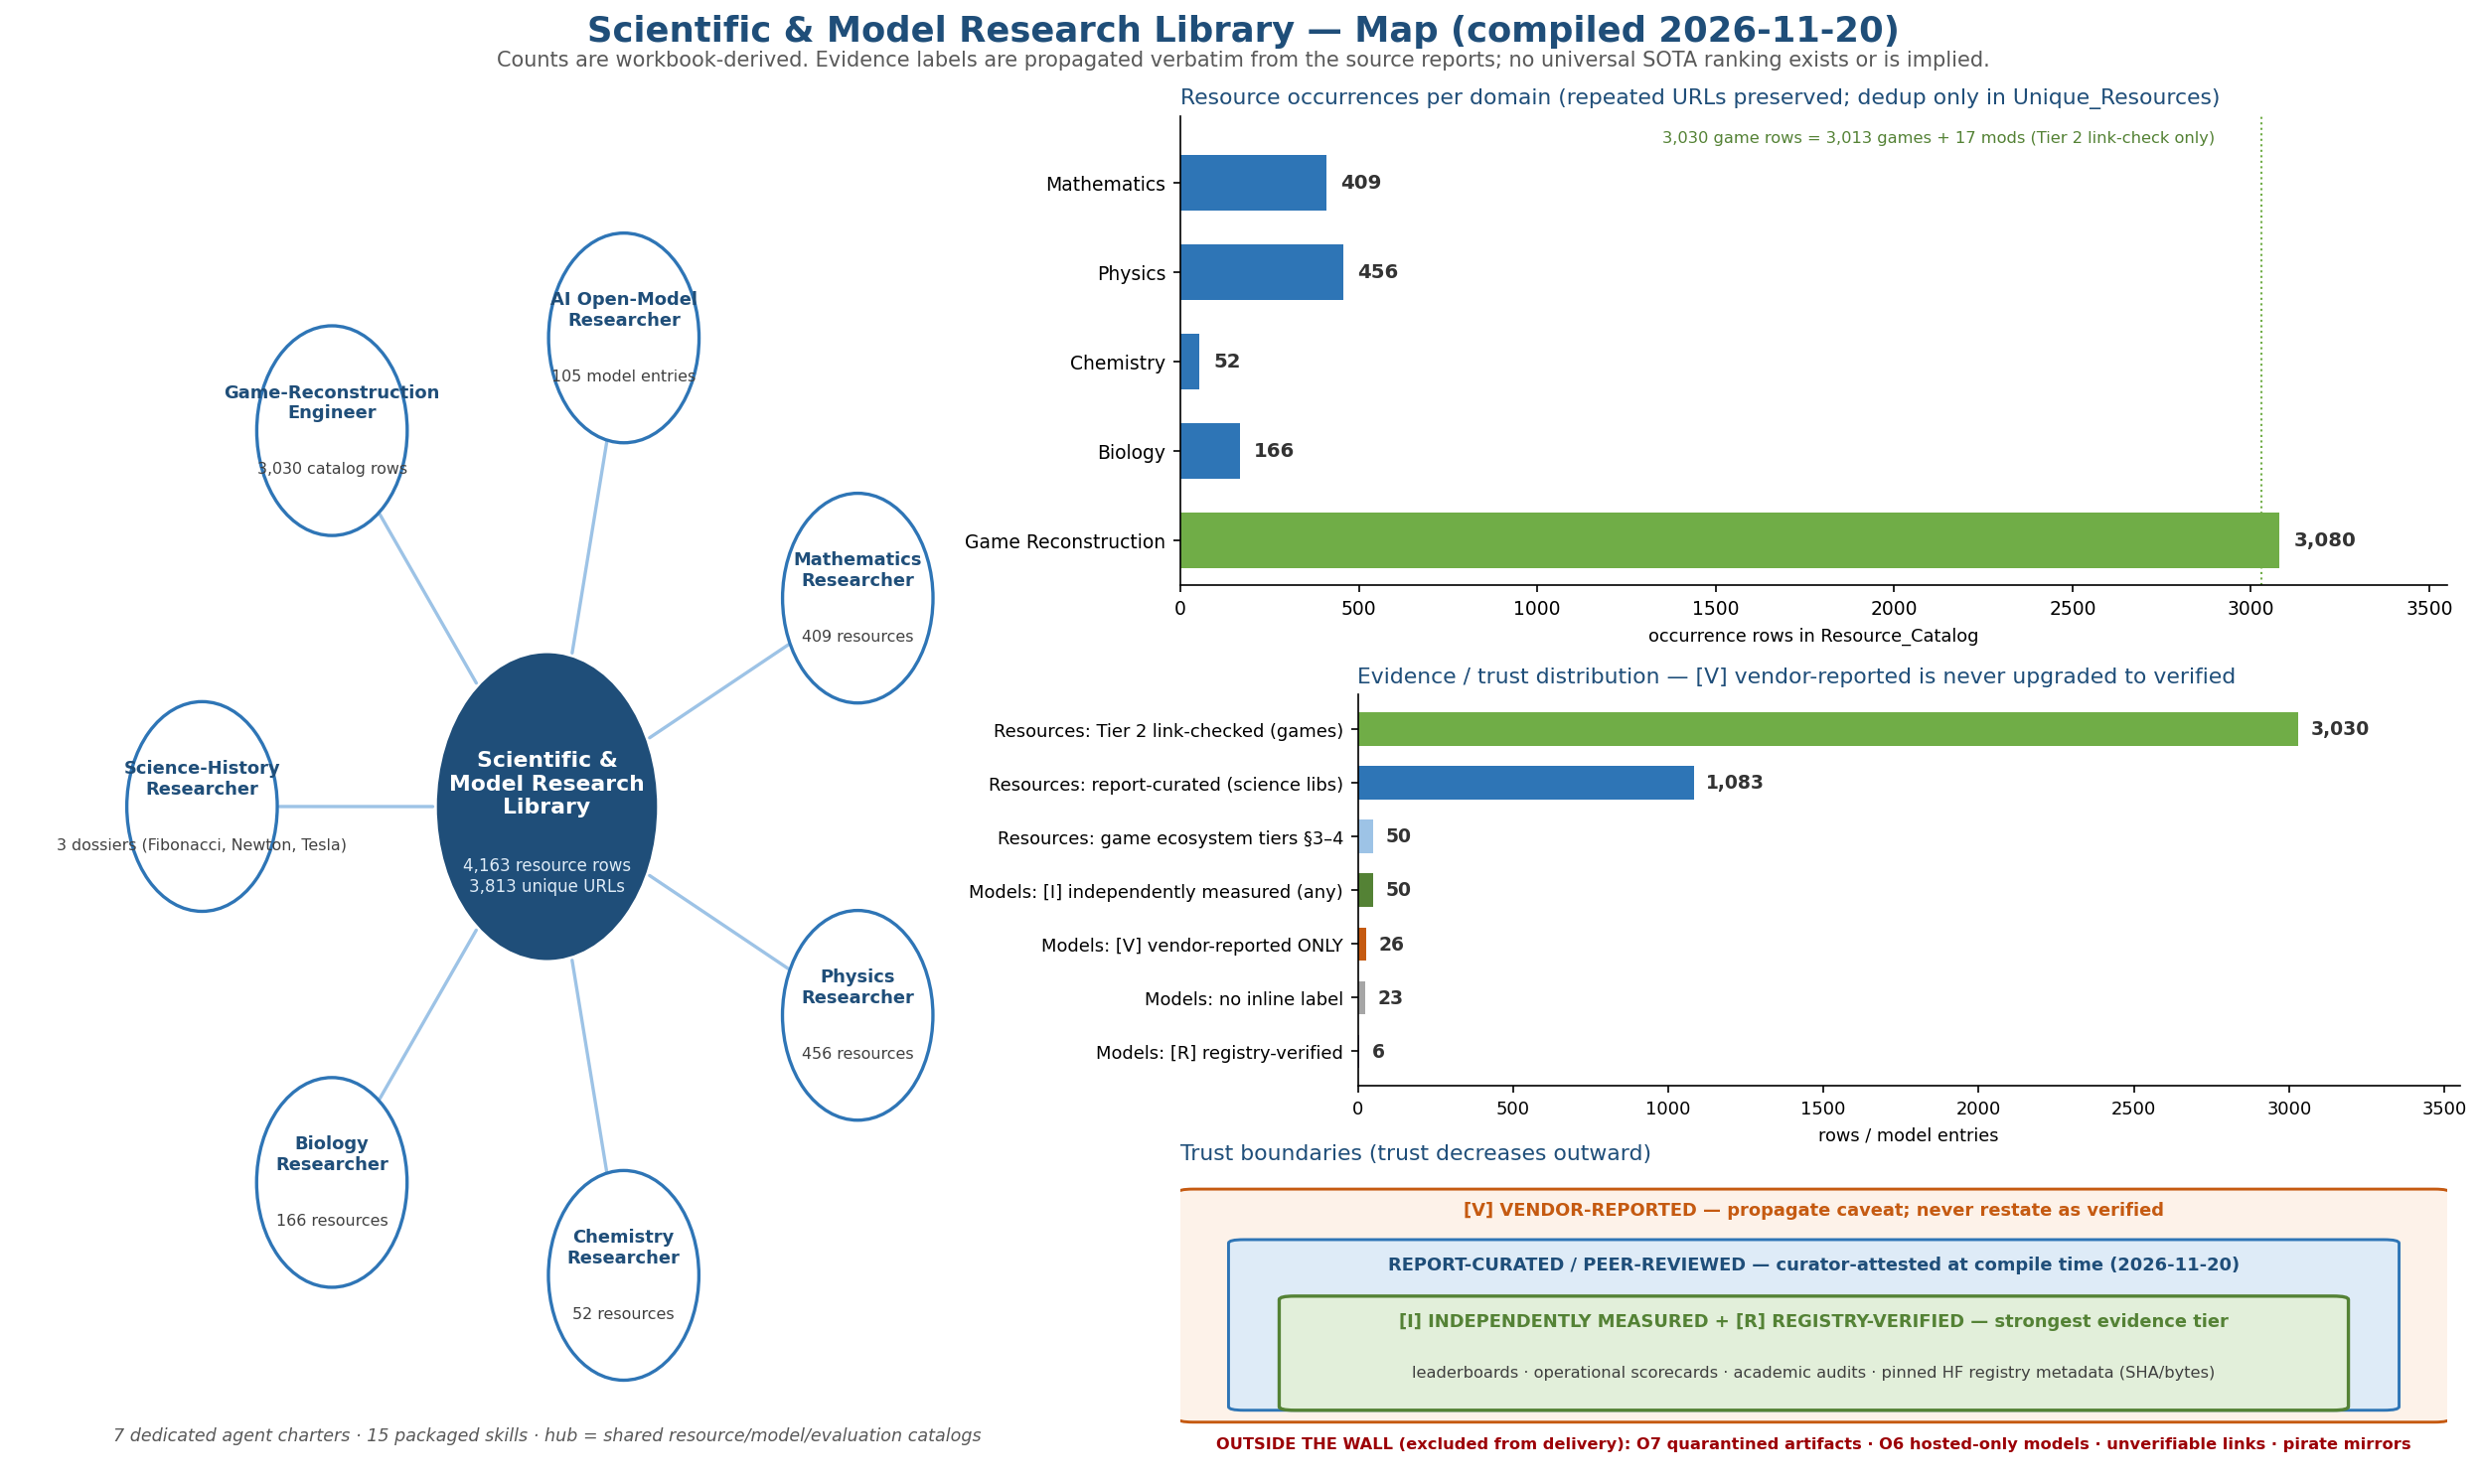 Scientific & Model Research Library — Map (compiled 2026-11-20)
Counts are workbook-derived. Evidence labels are propagated verbatim from the source reports; no universal SOTA ranking exists or is implied.
AI Open-Model
Researcher
105 model entries
Game-Reconstruction
Engineer
3,030 catalog rows
Mathematics
Researcher
409 resources
Science-History
Researcher
3 dossiers (Fibonacci, Newton, Tesla)
Scientific &
Model Research
Library
4,163 resource rows
3,813 unique URLs
Physics
Researcher
456 resources
Biology
Researcher
166 resources
Chemistry
Researcher
52 resources
7 dedicated agent charters · 15 packaged skills · hub = shared resource/model/evaluation catalogs
Resource occurrences per domain (repeated URLs preserved; dedup only in Unique_Resources)
3,030 game rows = 3,013 games + 17 mods (Tier 2 link-check only)
Mathematics 409
Physics 456
Chemistry 52
Biology 166
Game Reconstruction 3,080
0 500 1000 1500 2000 2500 3000 3500
occurrence rows in Resource_Catalog
Evidence / trust distribution — [V] vendor-reported is never upgraded to verified
Resources: Tier 2 link-checked (games) 3,030
Resources: report-curated (science libs) 1,083
Resources: game ecosystem tiers §3–4 50
Models: [I] independently measured (any) 50
Models: [V] vendor-reported ONLY 26
Models: no inline label 23
Models: [R] registry-verified 6
0 500 1000 1500 2000 2500 3000 3500
rows / model entries
Trust boundaries (trust decreases outward)
[V] VENDOR-REPORTED — propagate caveat; never restate as verified
REPORT-CURATED / PEER-REVIEWED — curator-attested at compile time (2026-11-20)
[I] INDEPENDENTLY MEASURED + [R] REGISTRY-VERIFIED — strongest evidence tier
leaderboards · operational scorecards · academic audits · pinned HF registry metadata (SHA/bytes)
OUTSIDE THE WALL (excluded from delivery): O7 quarantined artifacts · O6 hosted-only models · unverifiable links · pirate mirrors